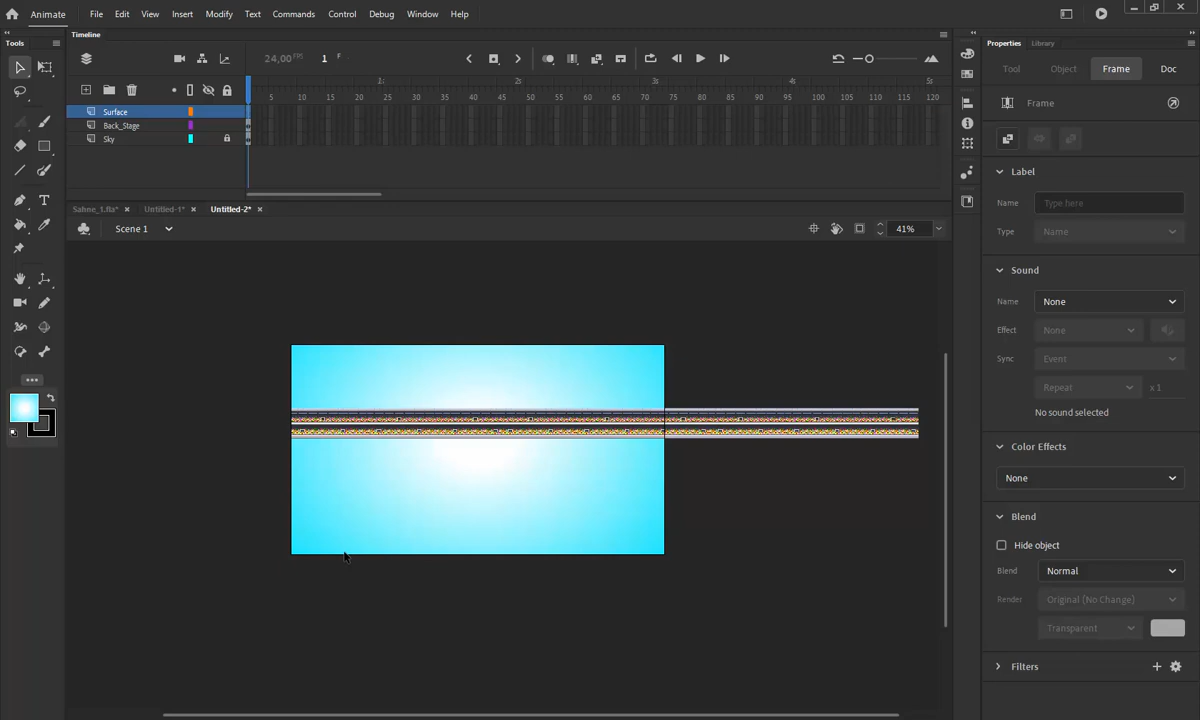 Animate File Edit View Insert Modify Text Commands Control Debug Window Help
Tools
Timeline
Properties Library
24,00 FPS 1 F
Tool Object Frame Doc
1s 2s 3s 4s 5s
5 10 15 20 25 30 35 40 45 50 55 60 65 70 75 80 85 90 95 100 105 110 115 120
Surface
Back_Stage
Sky
Frame
Label
Name Type here
Type Name
Sahne_1.fla* Untitled-1* Untitled-2*
Scene 1 41%
Sound
Name None
Effect None
Sync Event
Repeat x 1
No sound selected
Color Effects
None
Blend
Hide object
Blend Normal
Render Original (No Change)
Transparent
Filters